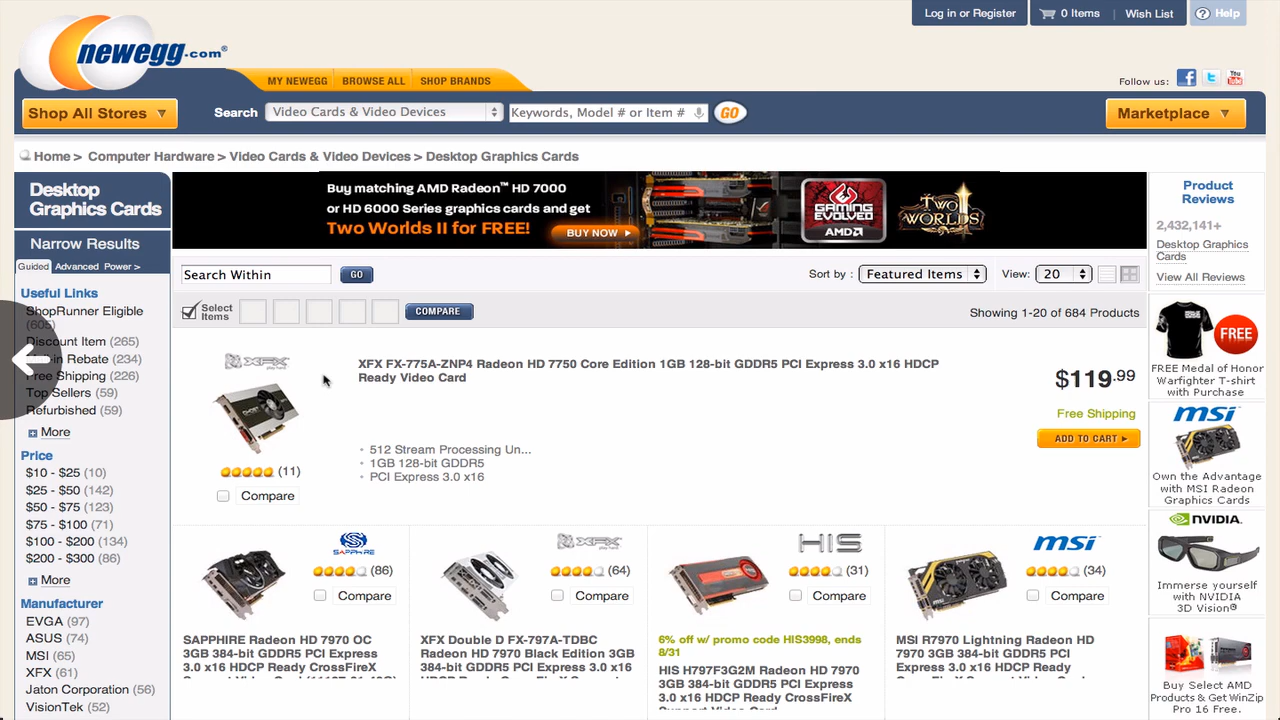 Log in or Register
0 Items | Wish List
Help
newegg.com®
MY NEWEGG
BROWSE ALL
SHOP BRANDS
Follow us:
f
t
You Tube
Shop All Stores ▼
Search
Video Cards & Video Devices
Keywords, Model # or Item #
GO
Marketplace ▼
Home > Computer Hardware > Video Cards & Video Devices > Desktop Graphics Cards
Desktop
Graphics Cards
Narrow Results
Guided Advanced Power >
Useful Links
ShopRunner Eligible
(605)
Discount Item (265)
Rebate (234)
Free Shipping (226)
Top Sellers (59)
Refurbished (59)
More
Price
$10 - $25 (10)
$25 - $50 (142)
$50 - $75 (123)
$75 - $100 (71)
$100 - $200 (134)
$200 - $300 (86)
More
Manufacturer
EVGA (97)
ASUS (74)
MSI (65)
XFX (61)
Jaton Corporation (56)
VisionTek (52)
Buy matching AMD Radeon™ HD 7000
or HD 6000 Series graphics cards and get
Two Worlds II for FREE!
BUY NOW ▶
GAMING
EVOLVED
AMD
TWO
WORLDS
Search Within
GO
Sort by :
Featured Items
View:
20
Select
Items
COMPARE
Showing 1-20 of 684 Products
XFX
XFX FX-775A-ZNP4 Radeon HD 7750 Core Edition 1GB 128-bit GDDR5 PCI Express 3.0 x16 HDCP
Ready Video Card
$119.99
Free Shipping
ADD TO CART ▶
512 Stream Processing Un...
1GB 128-bit GDDR5
PCI Express 3.0 x16
(11)
Compare
SAPPHIRE
(86)
Compare
SAPPHIRE Radeon HD 7970 OC
3GB 384-bit GDDR5 PCI Express
3.0 x16 HDCP Ready CrossFireX
XFX
(64)
Compare
XFX Double D FX-797A-TDBC
Radeon HD 7970 Black Edition 3GB
384-bit GDDR5 PCI Express 3.0 x16
HIS
(31)
Compare
6% off w/ promo code HIS3998, ends
8/31
HIS H797F3G2M Radeon HD 7970
3GB 384-bit GDDR5 PCI Express
3.0 x16 HDCP Ready CrossFireX
Support Video Card
msi
(34)
Compare
MSI R7970 Lightning Radeon HD
7970 3GB 384-bit GDDR5 PCI
Express 3.0 x16 HDCP Ready
Product
Reviews
2,432,141+
Desktop Graphics
Cards
View All Reviews
FREE
FREE Medal of Honor
Warfighter T-shirt
with Purchase
msi
Own the Advantage
with MSI Radeon
Graphics Cards
NVIDIA.
Immerse yourself
with NVIDIA
3D Vision®
Buy Select AMD
Products & Get WinZip
Pro 16 Free.